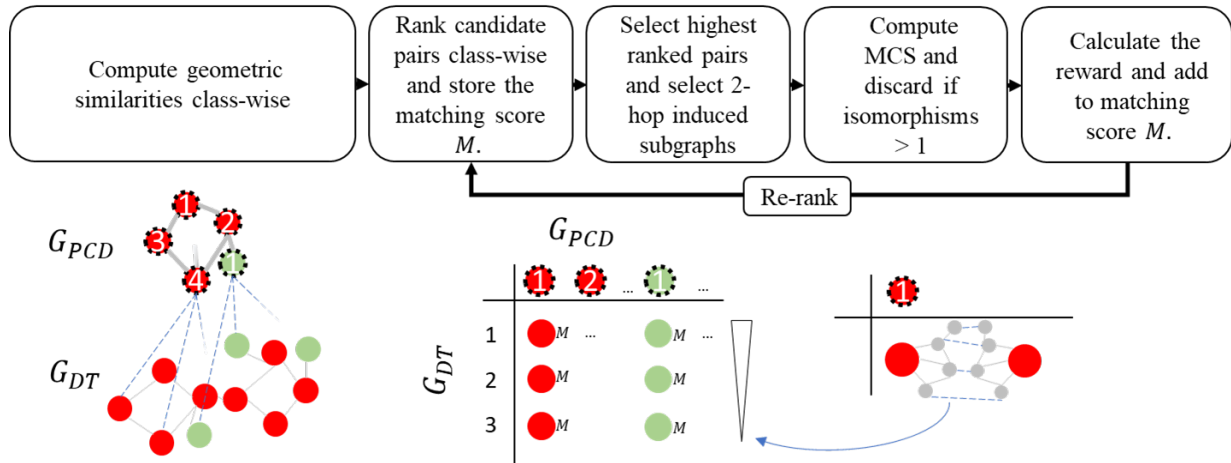 Compute geometric
similarities class-wise
Rank candidate
pairs class-wise
and store the
matching score
M.
Select highest
ranked pairs
and select 2-
hop induced
subgraphs
Compute
MCS and
discard if
isomorphisms
> 1
Calculate the
reward and add
to matching
score M.
Re-rank
1
2
3
1
4
G_PCD
G_DT
G_PCD
1 2 ... 1 ...
1 M ... M ...
2 M M
3 M M
G_DT
1